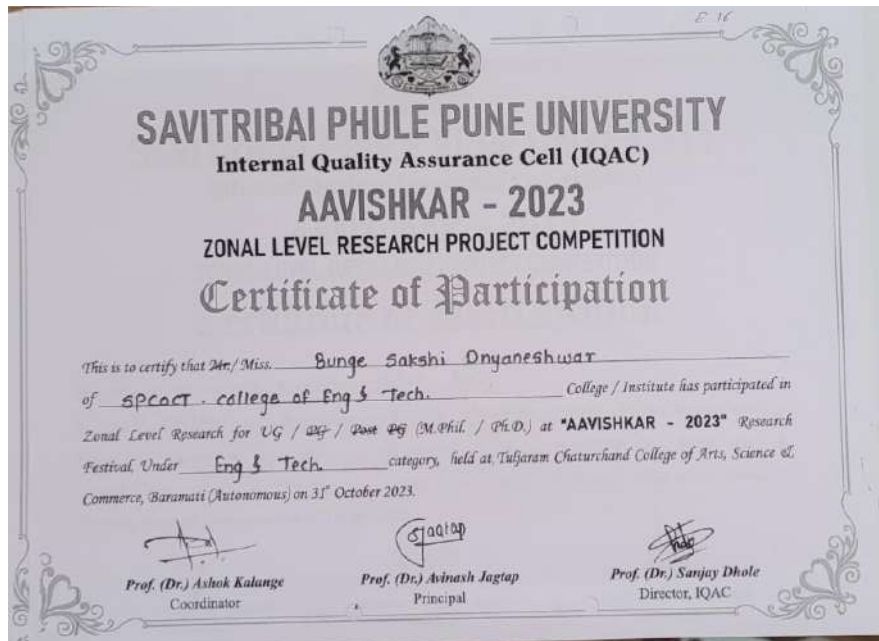 E 16
SAVITRIBAI PHULE PUNE UNIVERSITY
Internal Quality Assurance Cell (IQAC)
AAVISHKAR - 2023
ZONAL LEVEL RESEARCH PROJECT COMPETITION
Certificate of Participation
This is to certify that Mr./ Miss. Bunge Sakshi Dnyaneshwar
of SPCOCT. college of Eng & Tech. College / Institute has participated in
Zonal Level Research for UG / PG / Post PG (M.Phil. / Ph.D.) at "AAVISHKAR - 2023" Research
Festival, Under Eng & Tech. category, held at Tuljaram Chaturchand College of Arts, Science &
Commerce, Baramati (Autonomous) on 31st October 2023.
Sjagtap
Prof. (Dr.) Ashok Kalange Prof. (Dr.) Avinash Jagtap Prof. (Dr.) Sanjay Dhole
Coordinator Principal Director, IQAC